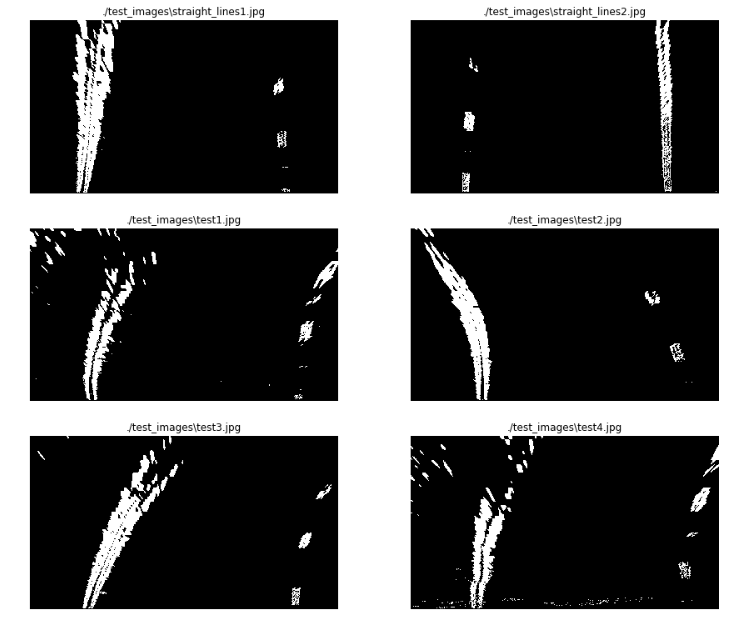 ./test_images\straight_lines1.jpg
./test_images\straight_lines2.jpg
./test_images\test1.jpg
./test_images\test2.jpg
./test_images\test3.jpg
./test_images\test4.jpg